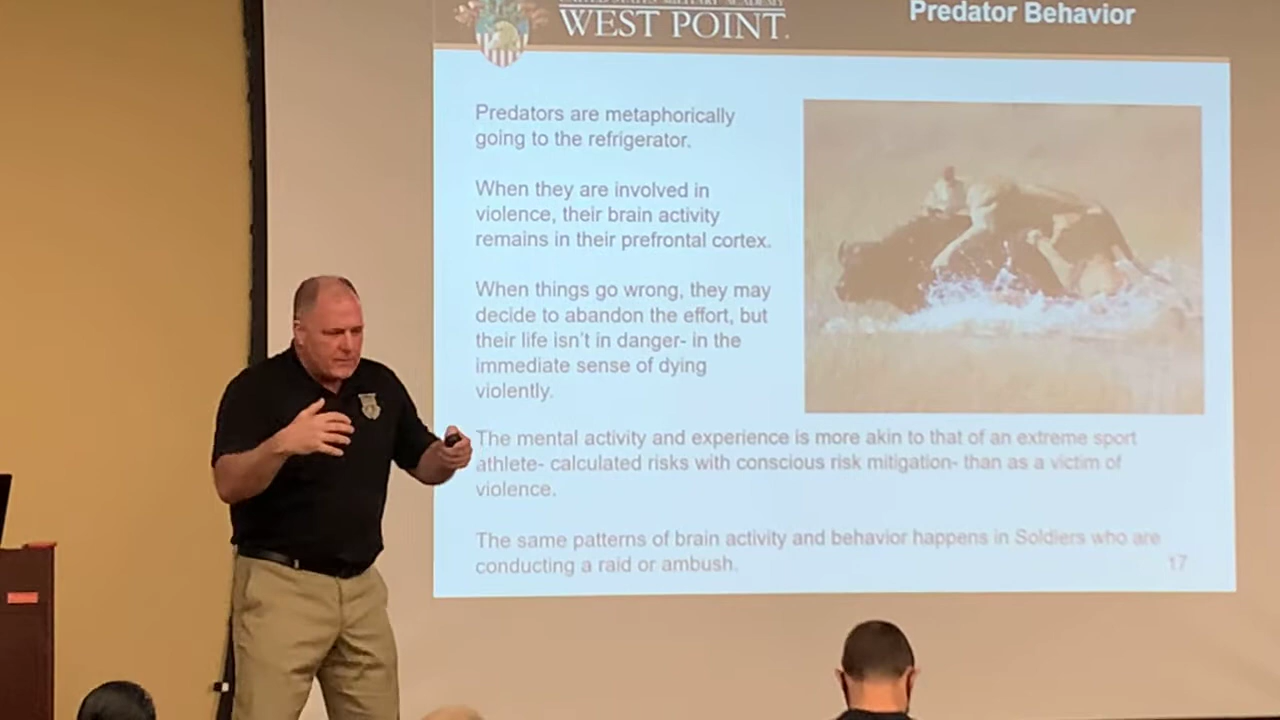 UNITED STATES MILITARY ACADEMY
WEST POINT.
Predator Behavior
Predators are metaphorically
going to the refrigerator.
When they are involved in
violence, their brain activity
remains in their prefrontal cortex.
When things go wrong, they may
decide to abandon the effort, but
their life isn't in danger- in the
immediate sense of dying
violently.
The mental activity and experience is more akin to that of an extreme sport
athlete- calculated risks with conscious risk mitigation- than as a victim of
violence.
The same patterns of brain activity and behavior happens in Soldiers who are
conducting a raid or ambush.
17